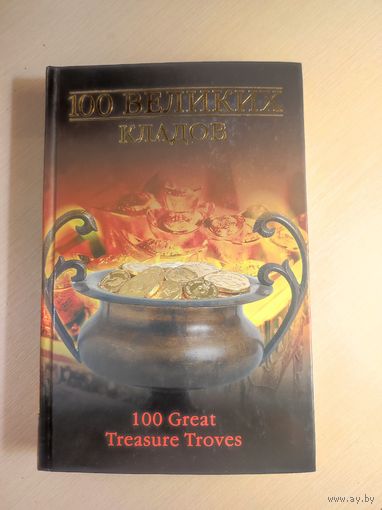 100 ВЕЛИКИХ
КЛАДОВ
100 Great
Treasure Troves
www.ay.by